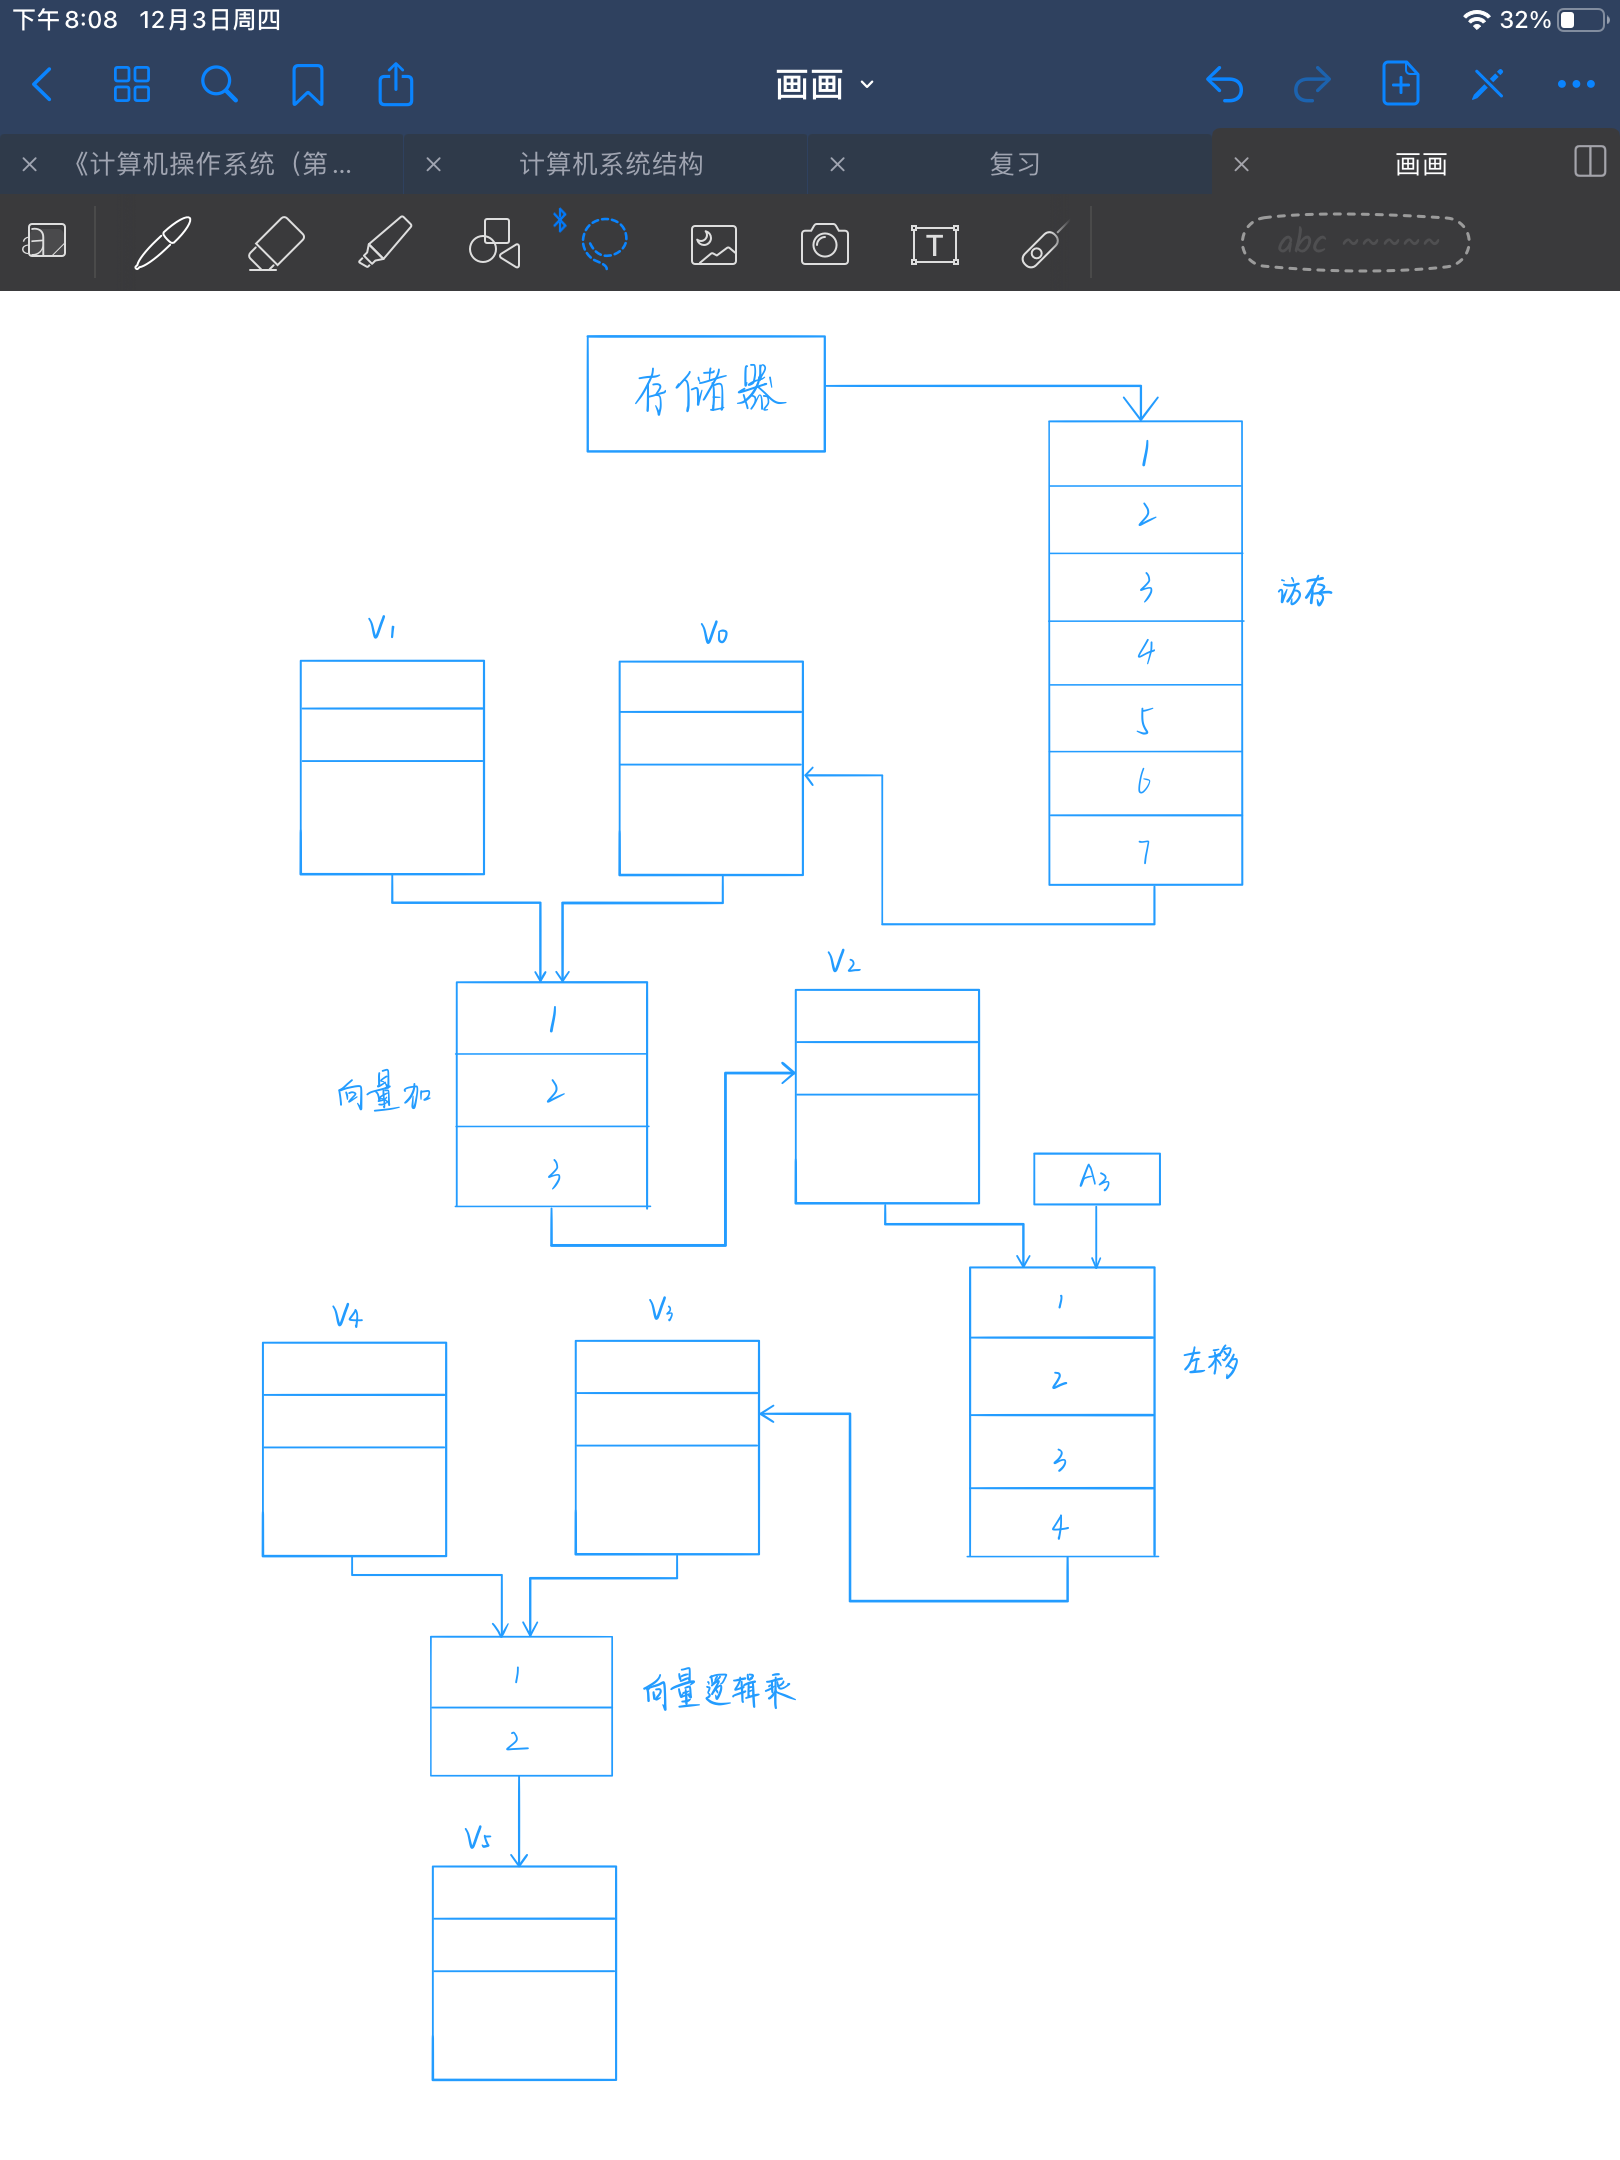 下午8:08 12月3日周四 32%
画画
《计算机操作系统（第... 计算机系统结构 复习 画画
T abc ~~~~~
存储器
1
2
3
访存
4
5
6
7
V1 V0
1
2
3
向量加
V2
A3
1
2
3
4
左移
V4 V3
1
2
向量逻辑乘
V5